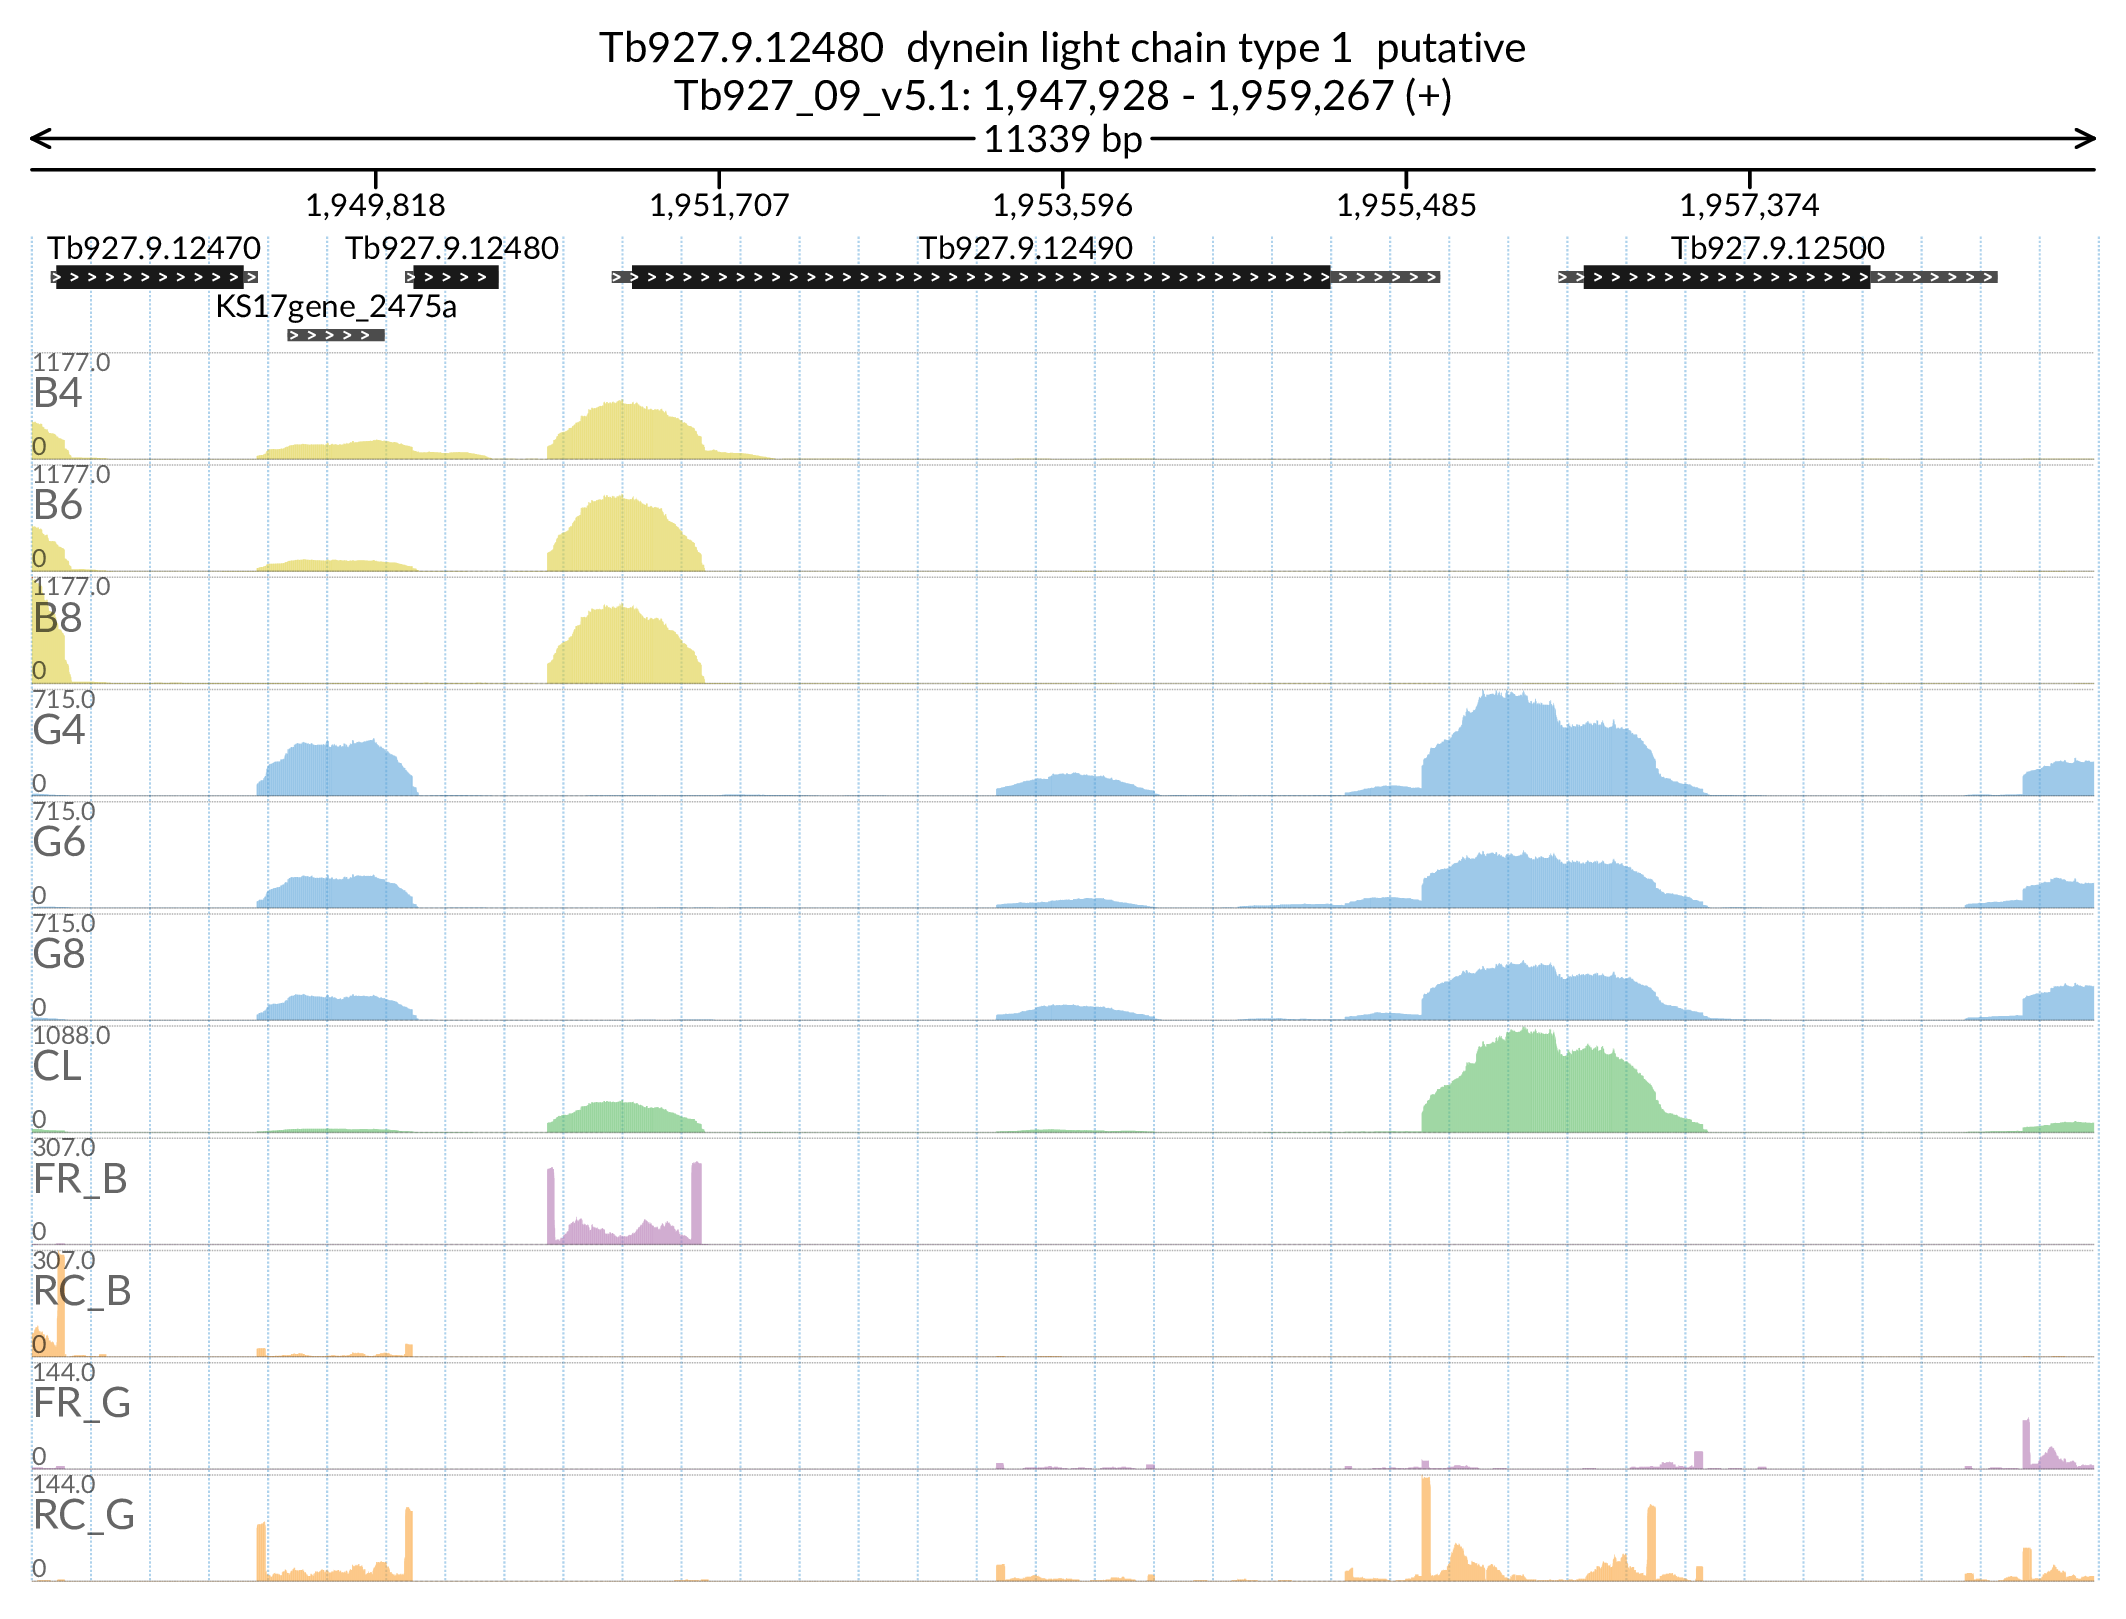 Tb927.9.12480  dynein light chain type 1  putative
Tb927_09_v5.1: 1,947,928 - 1,959,267 (+)
11339 bp
1,949,818 1,951,707 1,953,596 1,955,485 1,957,374
Tb927.9.12470 Tb927.9.12480 Tb927.9.12490 Tb927.9.12500
KS17gene_2475a
1177.0
B4
0
1177.0
B6
0
1177.0
B8
0
715.0
G4
0
715.0
G6
0
715.0
G8
0
1088.0
CL
0
307.0
FR_B
0
307.0
RC_B
0
144.0
FR_G
0
144.0
RC_G
0